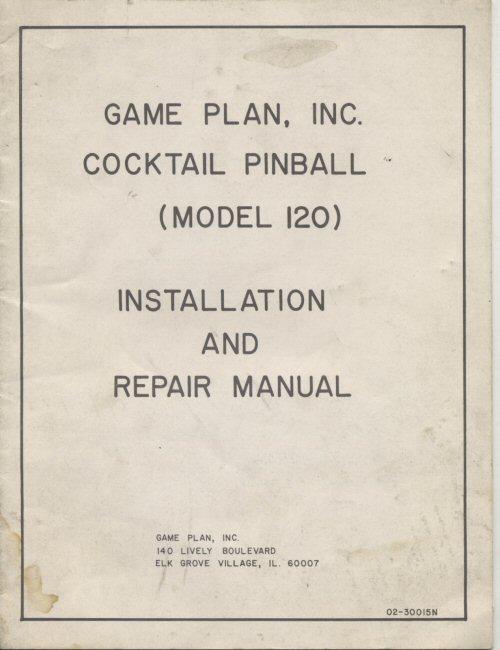 GAME PLAN, INC.
COCKTAIL PINBALL
(MODEL 120)
INSTALLATION
AND
REPAIR MANUAL
GAME PLAN, INC.
140 LIVELY BOULEVARD
ELK GROVE VILLAGE, IL. 60007
02-30015N